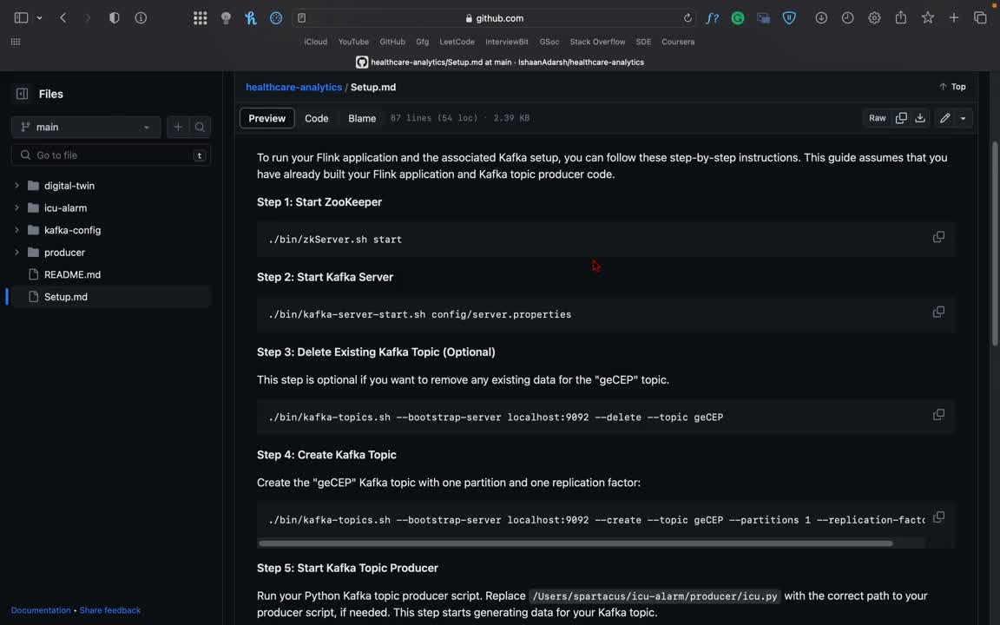 github.com
iCloud YouTube GitHub Gfg LeetCode InterviewBit GSoc Stack Overflow SDE Coursera
healthcare-analytics/Setup.md at main · IshaanAdarsh/healthcare-analytics
Files
main
Go to file
t
digital-twin
icu-alarm
kafka-config
producer
README.md
Setup.md
Documentation • Share feedback
healthcare-analytics / Setup.md
Top
Preview Code Blame 87 lines (54 loc) · 2.39 KB
Raw
To run your Flink application and the associated Kafka setup, you can follow these step-by-step instructions. This guide assumes that you
have already built your Flink application and Kafka topic producer code.
Step 1: Start ZooKeeper
./bin/zkServer.sh start
Step 2: Start Kafka Server
./bin/kafka-server-start.sh config/server.properties
Step 3: Delete Existing Kafka Topic (Optional)
This step is optional if you want to remove any existing data for the "geCEP" topic.
./bin/kafka-topics.sh --bootstrap-server localhost:9092 --delete --topic geCEP
Step 4: Create Kafka Topic
Create the "geCEP" Kafka topic with one partition and one replication factor:
./bin/kafka-topics.sh --bootstrap-server localhost:9092 --create --topic geCEP --partitions 1 --replication-facto
Step 5: Start Kafka Topic Producer
Run your Python Kafka topic producer script. Replace /Users/spartacus/icu-alarm/producer/icu.py with the correct path to your
producer script, if needed. This step starts generating data for your Kafka topic.